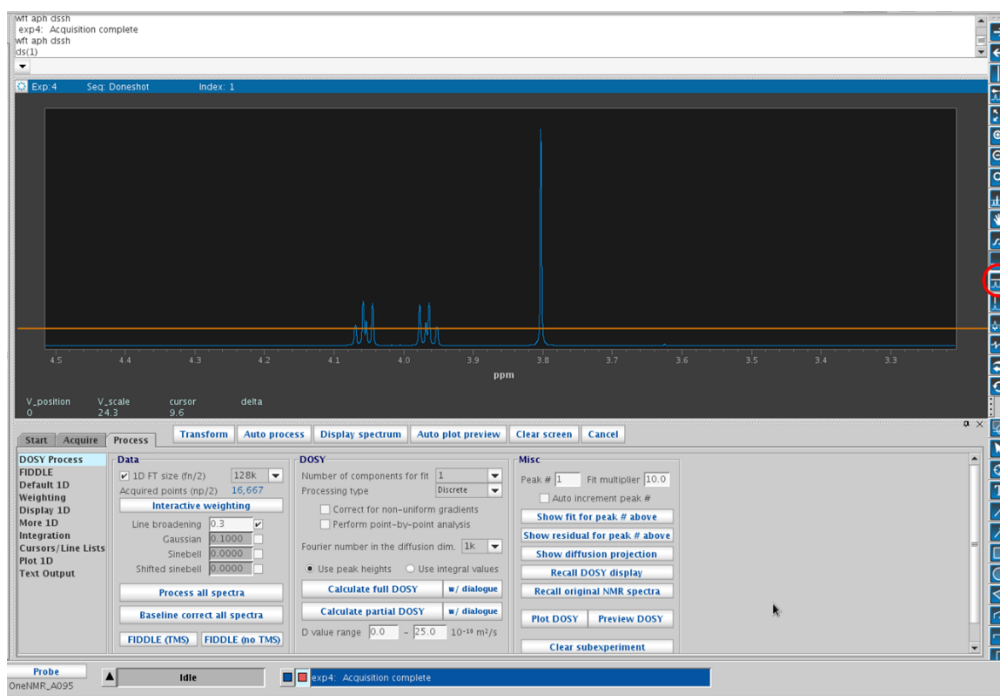 wft aph dssh
exp4: Acquisition complete
wft aph dssh
ds(1)
Exp:4 Seq: Doneshot Index: 1
4.5 4.4 4.3 4.2 4.1 4.0 3.9 3.8 3.7 3.6 3.5 3.4 3.3
ppm
V_position V_scale cursor delta
0 24.3 9.6
Start Acquire Process Transform Auto process Display spectrum Auto plot preview Clear screen Cancel
DOSY Process
FIDDLE
Default 1D
Weighting
Display 1D
More 1D
Integration
Cursors/Line Lists
Plot 1D
Text Output
Data
1D FT size (fn/2) 128k
Acquired points (np/2) 16,667
Interactive weighting
Line broadening 0.3
Gaussian 0.1000
Sinebell 0.0000
Shifted sinebell 0.0000
Process all spectra
Baseline correct all spectra
FIDDLE (TMS) FIDDLE (no TMS)
DOSY
Number of components for fit 1
Processing type Discrete
Correct for non-uniform gradients
Perform point-by-point analysis
Fourier number in the diffusion dim. 1k
Use peak heights Use integral values
Calculate full DOSY w/ dialogue
Calculate partial DOSY w/ dialogue
D value range 0.0 - 25.0 10⁻¹⁰ m²/s
Misc
Peak # 1 Fit multiplier 10.0
Auto increment peak #
Show fit for peak # above
Show residual for peak # above
Show diffusion projection
Recall DOSY display
Recall original NMR spectra
Plot DOSY Preview DOSY
Clear subexperiment
Probe
OneNMR_A095
Idle
exp4: Acquisition complete